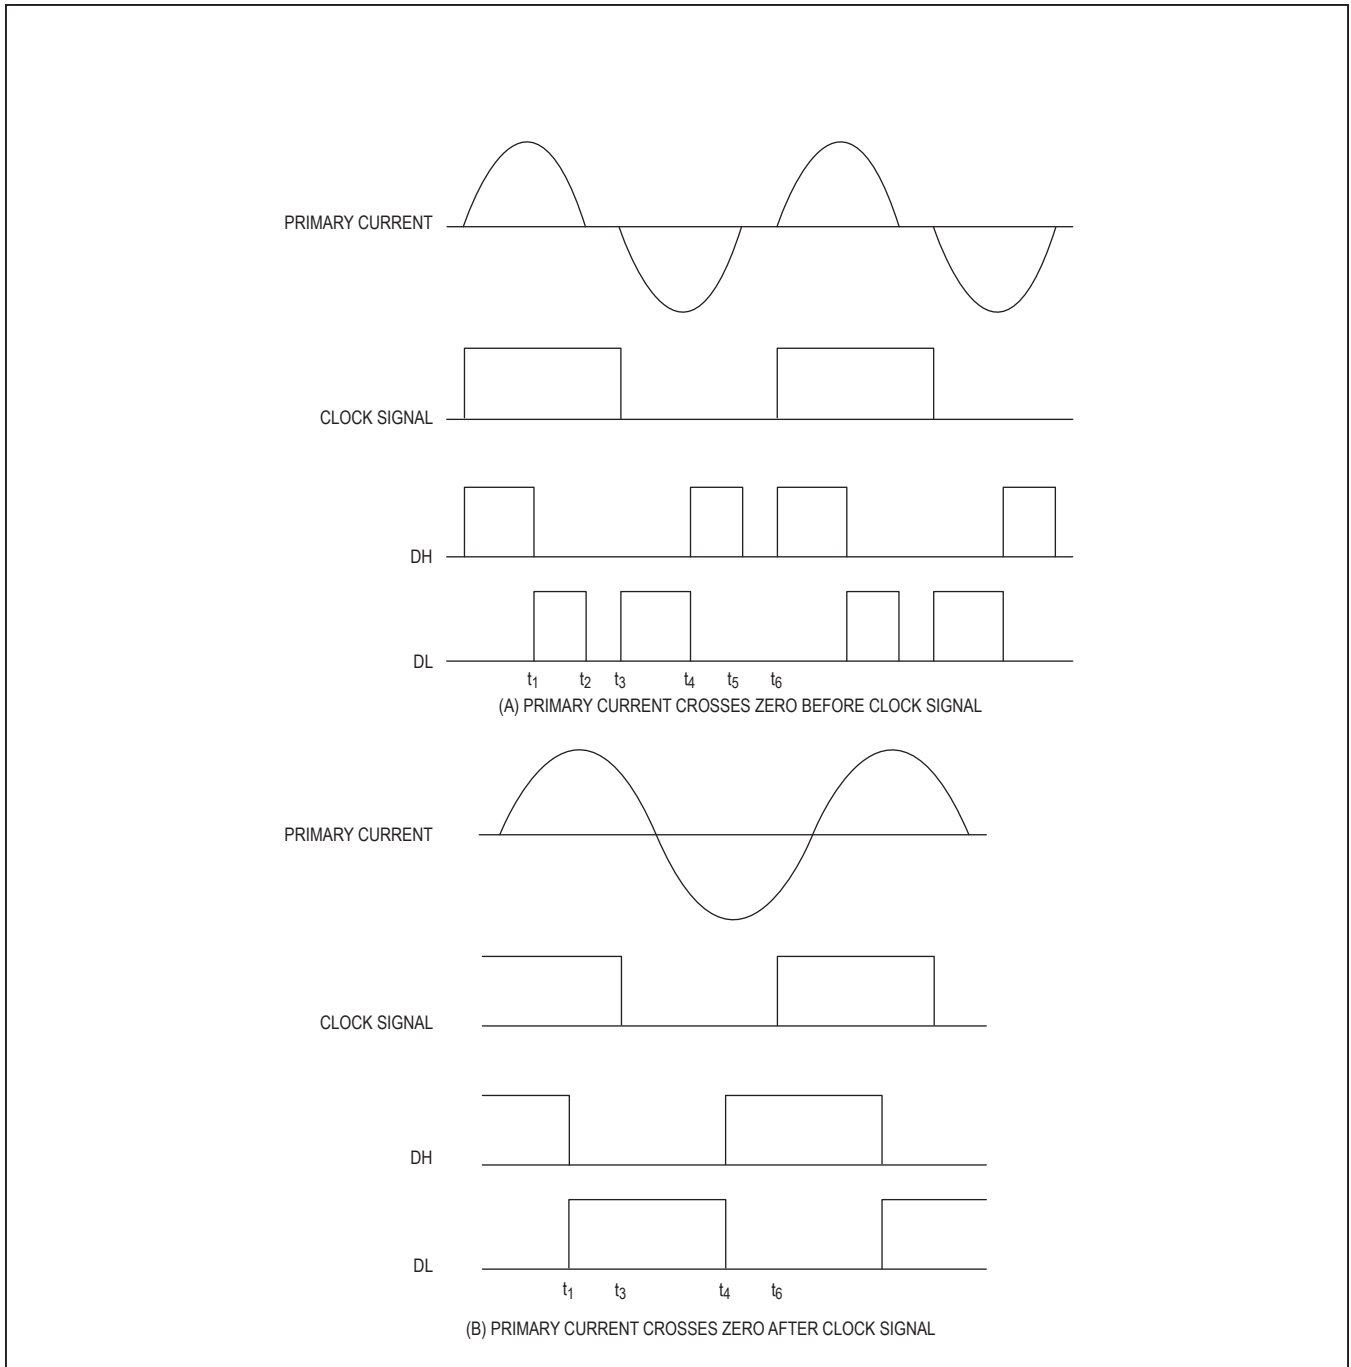 PRIMARY CURRENT
CLOCK SIGNAL
DH
DL
t1 t2 t3 t4 t5 t6
(A) PRIMARY CURRENT CROSSES ZERO BEFORE CLOCK SIGNAL
PRIMARY CURRENT
CLOCK SIGNAL
DH
DL
t1 t3 t4 t6
(B) PRIMARY CURRENT CROSSES ZERO AFTER CLOCK SIGNAL